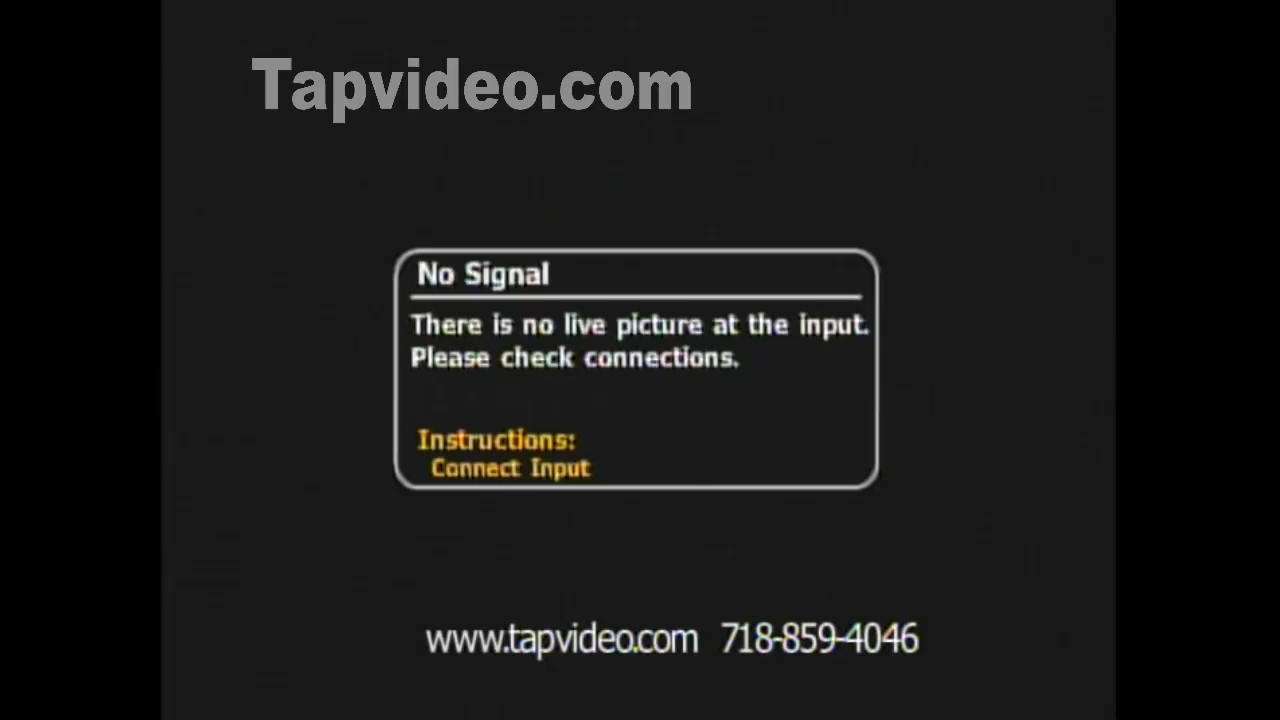 Tapvideo.com
No Signal
There is no live picture at the input.
Please check connections.
Instructions:
Connect Input
www.tapvideo.com 718-859-4046